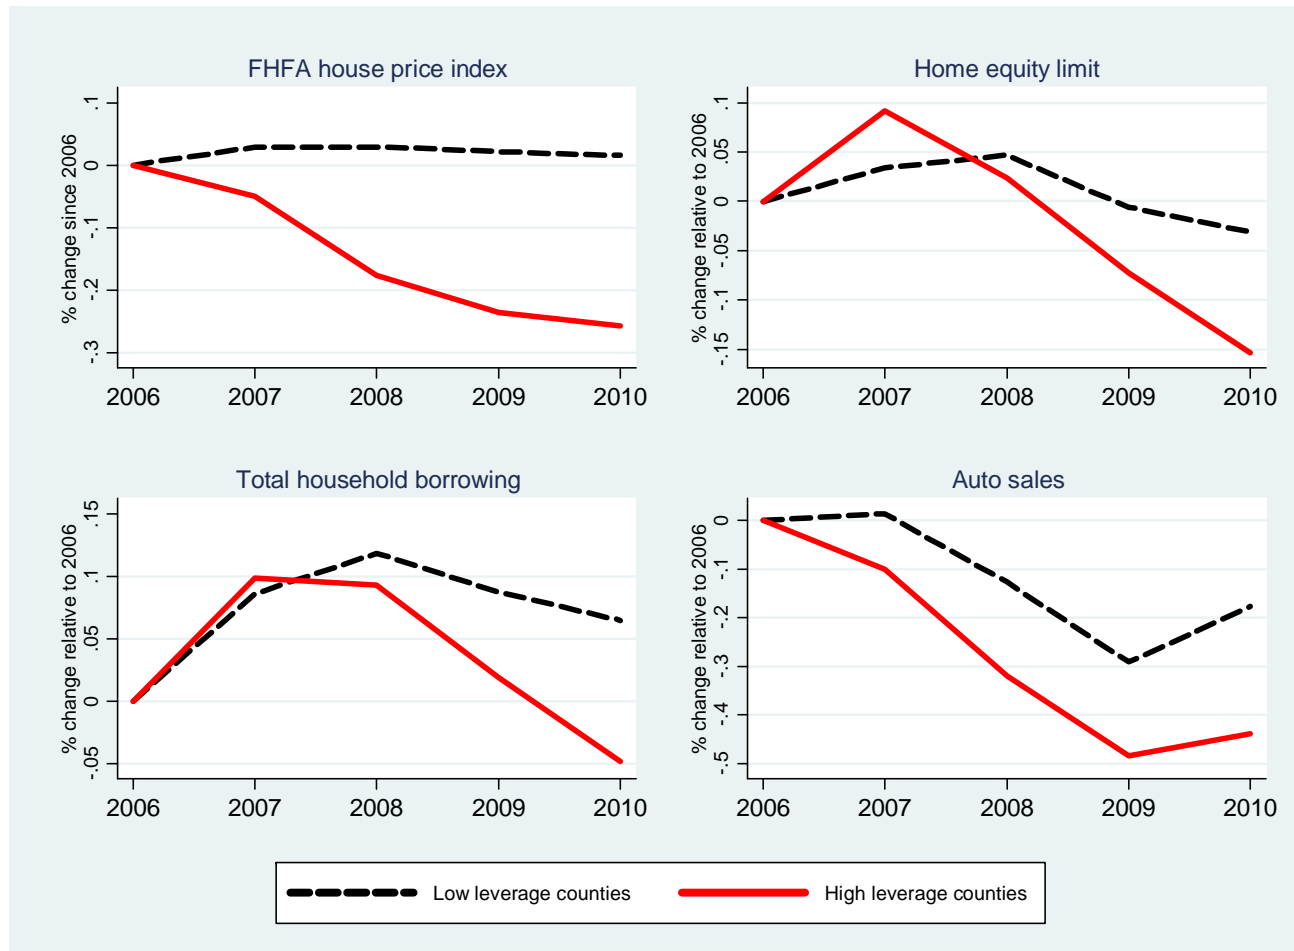 FHFA house price index
% change since 2006
.1
0
-.1
-.2
-.3
2006 2007 2008 2009 2010
Home equity limit
% change relative to 2006
.1
.05
0
-.05
-.1
-.15
2006 2007 2008 2009 2010
Total household borrowing
% change relative to 2006
.15
.1
.05
0
-.05
2006 2007 2008 2009 2010
Auto sales
% change relative to 2006
0
-.1
-.2
-.3
-.4
-.5
2006 2007 2008 2009 2010
Low leverage counties
High leverage counties